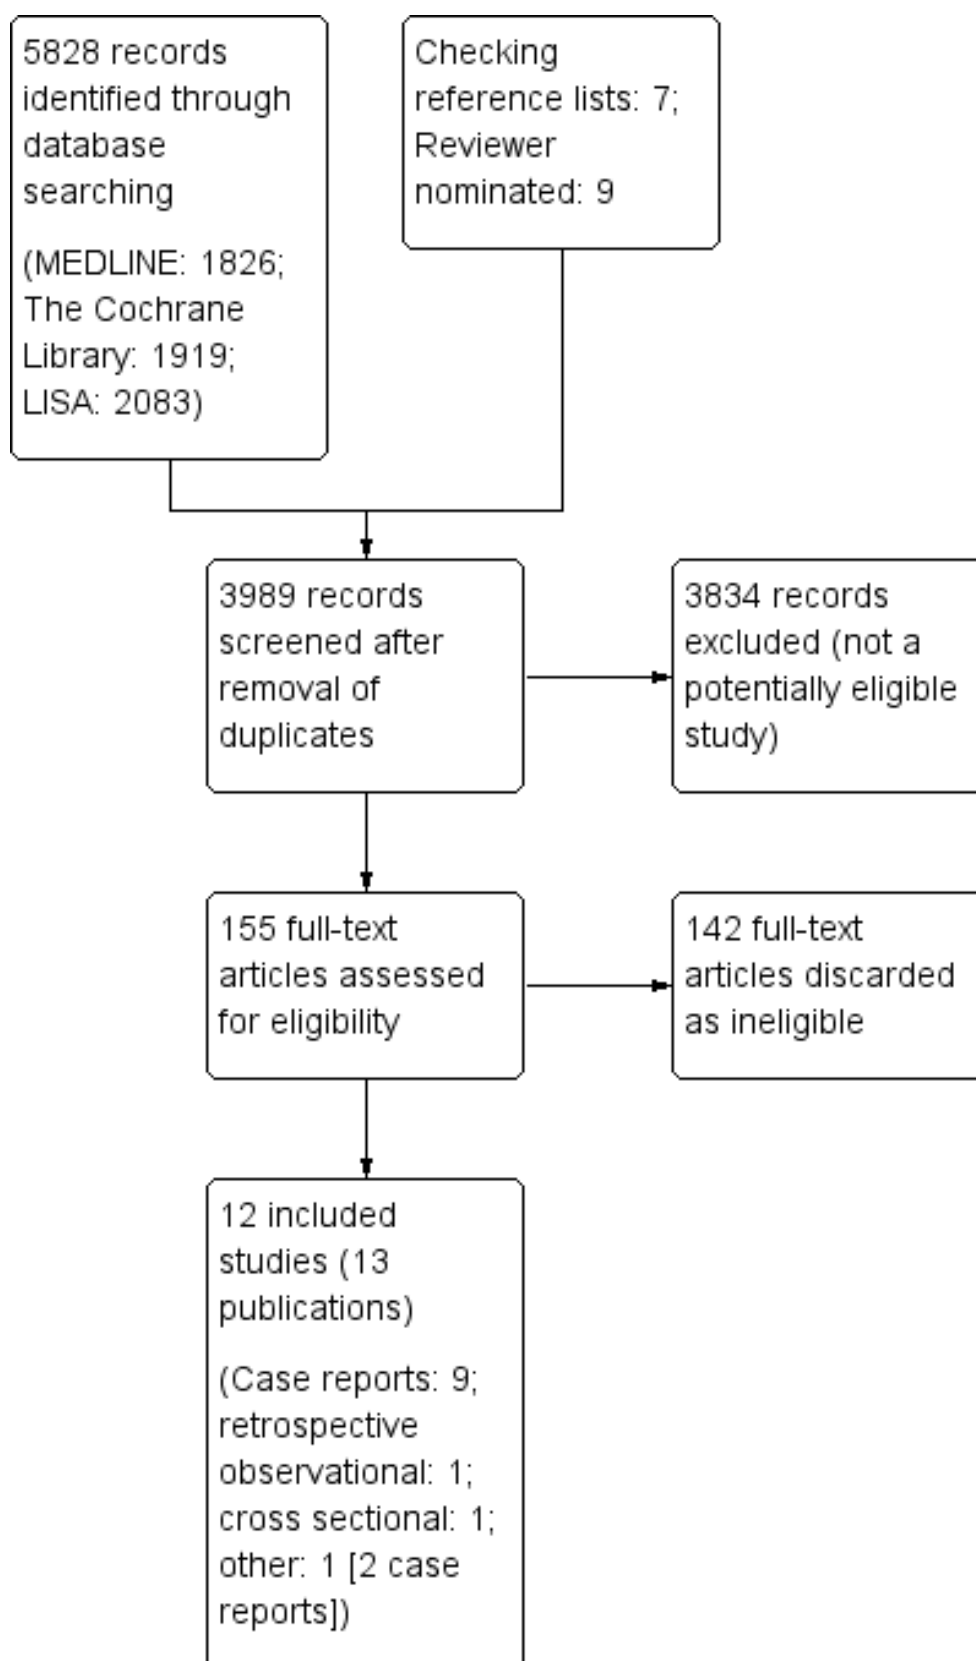 5828 records
identified through
database
searching
(MEDLINE: 1826;
The Cochrane
Library: 1919;
LISA: 2083)
Checking
reference lists: 7;
Reviewer
nominated: 9
3989 records
screened after
removal of
duplicates
3834 records
excluded (not a
potentially eligible
study)
155 full-text
articles assessed
for eligibility
142 full-text
articles discarded
as ineligible
12 included
studies (13
publications)
(Case reports: 9;
retrospective
observational: 1;
cross sectional: 1;
other: 1 [2 case
reports])